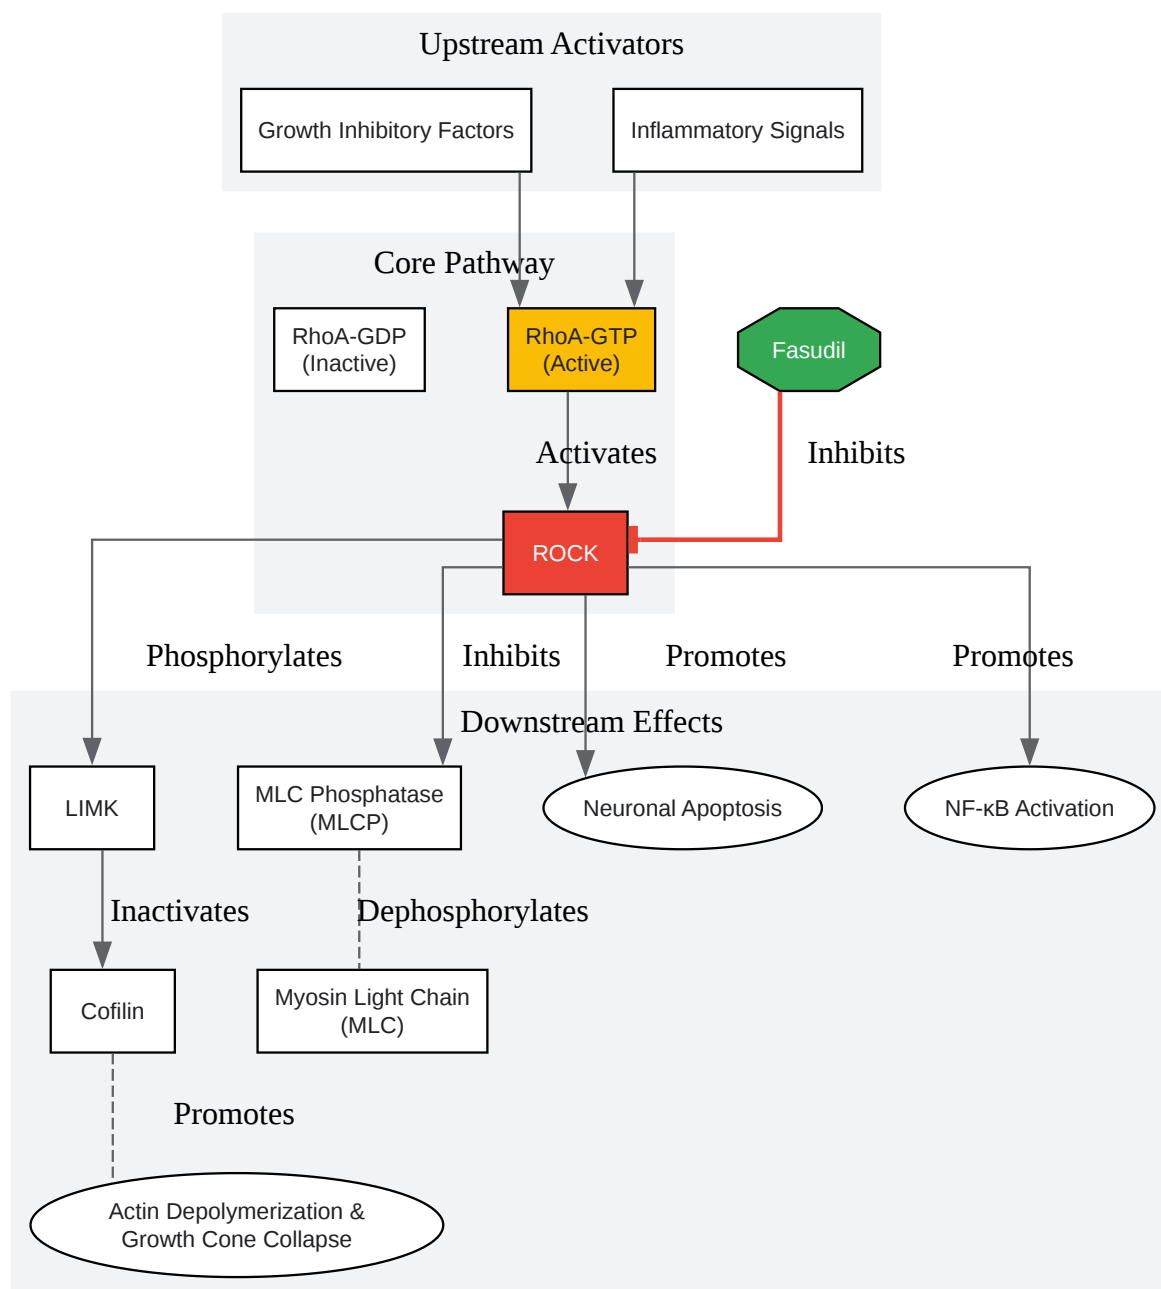 Upstream Activators
Growth Inhibitory Factors
Inflammatory Signals
Core Pathway
RhoA-GDP
(Inactive)
RhoA-GTP
(Active)
Fasudil
Activates
Inhibits
ROCK
Phosphorylates
Inhibits
Promotes
Promotes
Downstream Effects
LIMK
MLC Phosphatase
(MLCP)
Neuronal Apoptosis
NF-κB Activation
Inactivates
Dephosphorylates
Cofilin
Myosin Light Chain
(MLC)
Promotes
Actin Depolymerization &
Growth Cone Collapse